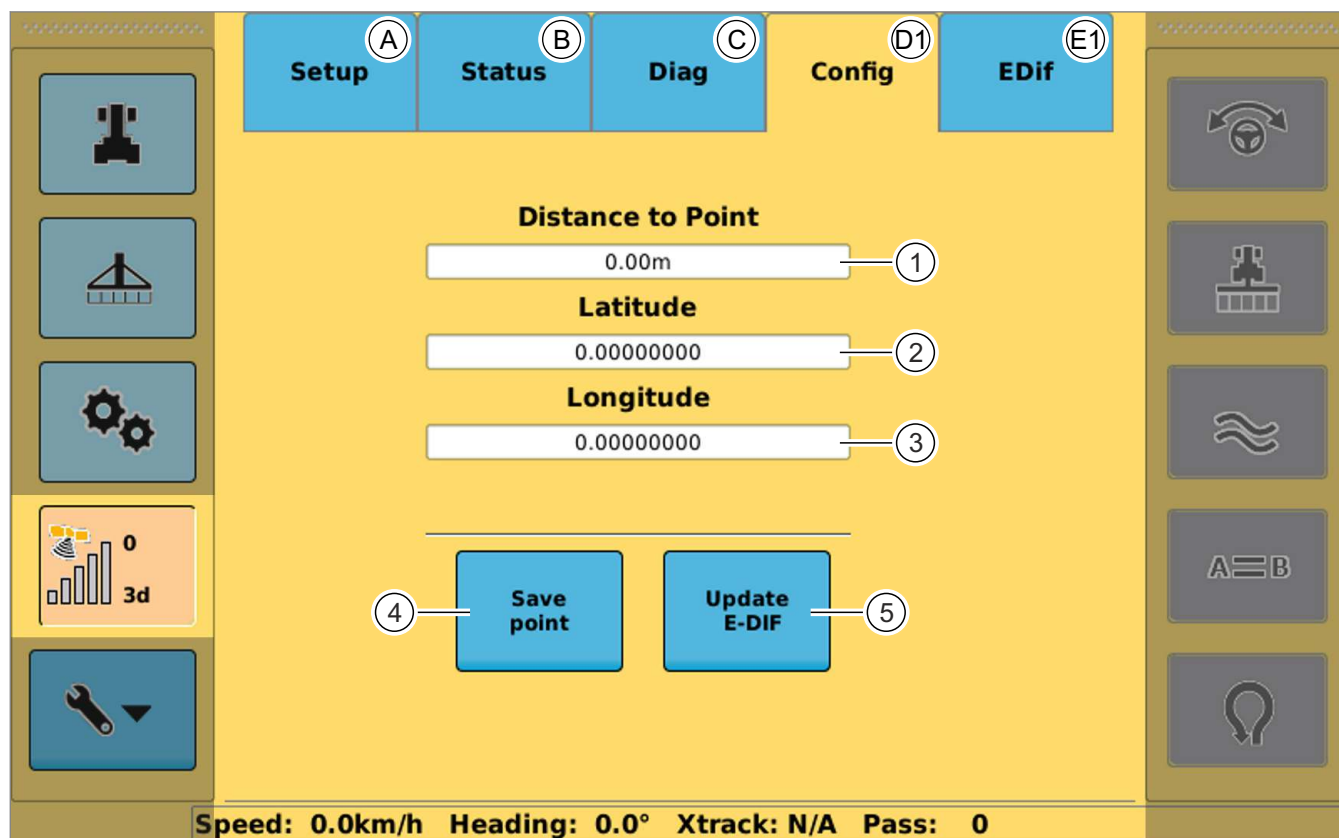 A B C D1 E1
Setup Status Diag Config EDif
Distance to Point
0.00m 1
Latitude
0.00000000 2
Longitude
0.00000000 3
0
3d
4 Save point Update E-DIF 5
A B
Speed: 0.0km/h Heading: 0.0° Xtrack: N/A Pass: 0